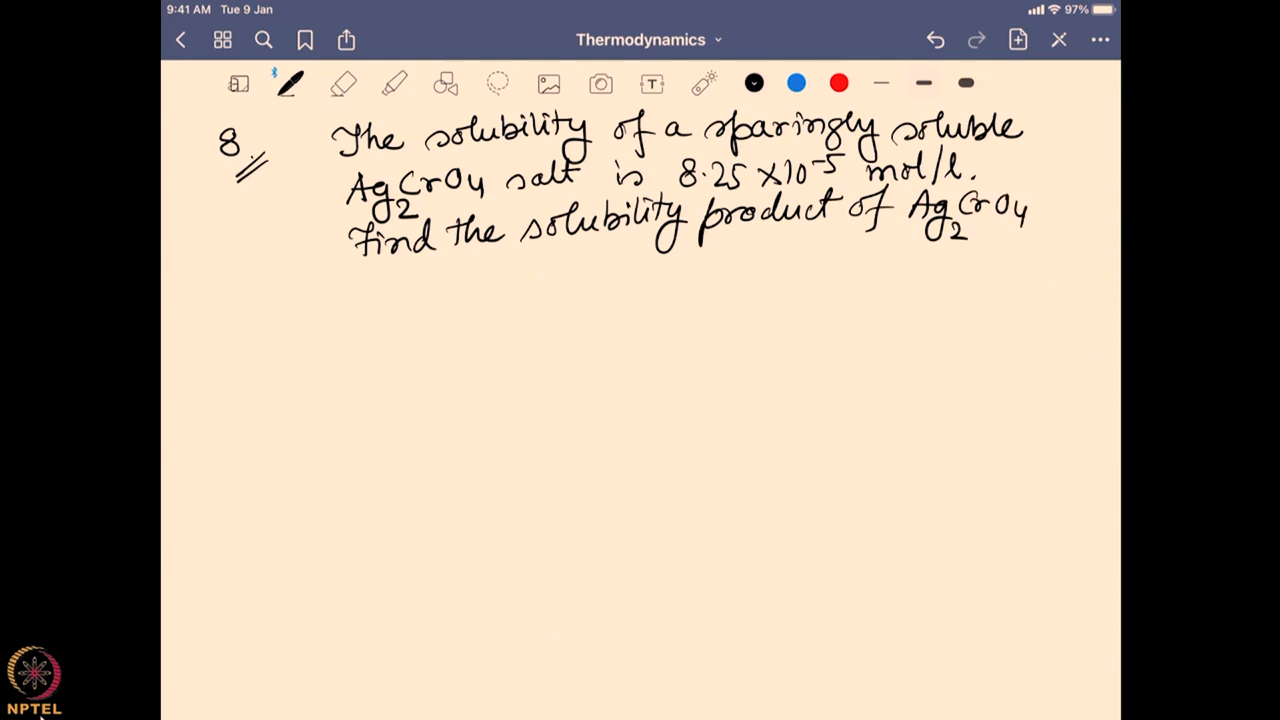 9:41 AM Tue 9 Jan
97%
Thermodynamics
T
8.
The solubility of a sparingly soluble
Ag2CrO4 salt is 8.25 ×10⁻⁵ mol/l.
Find the solubility product of Ag2CrO4
NPTEL